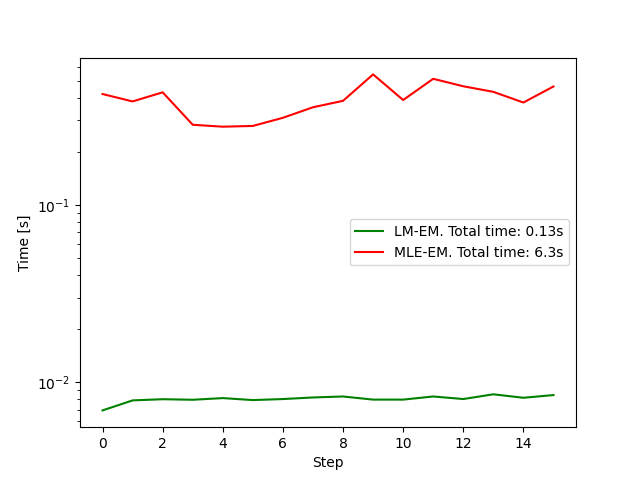 10⁻¹
10⁻²
Time [s]
LM-EM. Total time: 0.13s
MLE-EM. Total time: 6.3s
0 2 4 6 8 10 12 14
Step